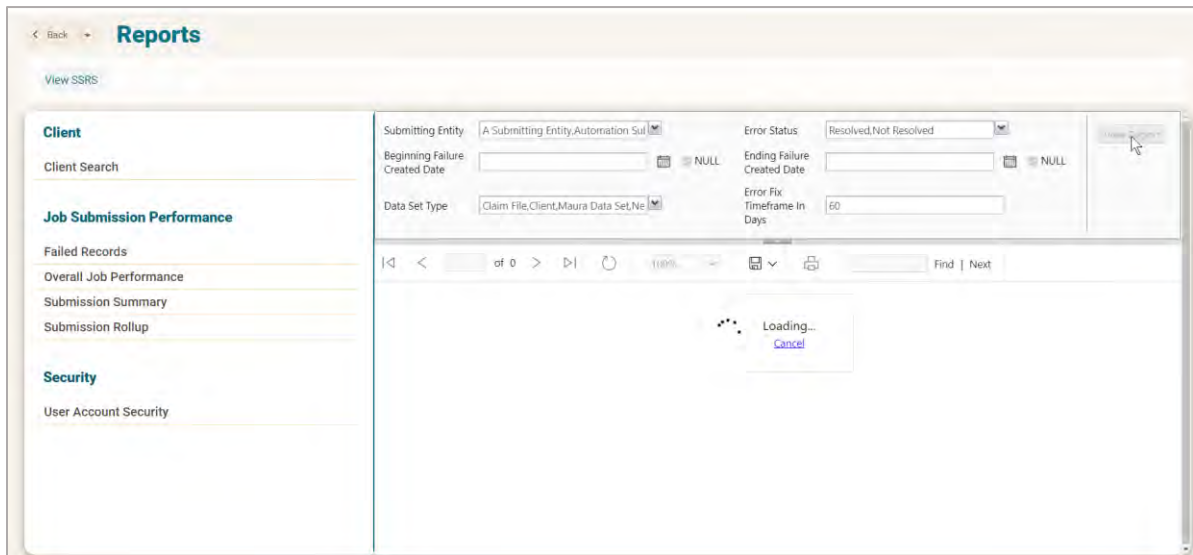 Back
Reports
View SSRS
Client
Client Search
Job Submission Performance
Failed Records
Overall Job Performance
Submission Summary
Submission Rollup
Security
User Account Security
Submitting Entity
A Submitting Entity,Automation Sul
Error Status
Resolved,Not Resolved
View Report
Beginning Failure
Created Date
NULL
Ending Failure
Created Date
NULL
Data Set Type
Claim File,Client,Maura Data Set,Ne
Error Fix
Timeframe In
Days
60
of 0
100%
Find | Next
Loading...
Cancel